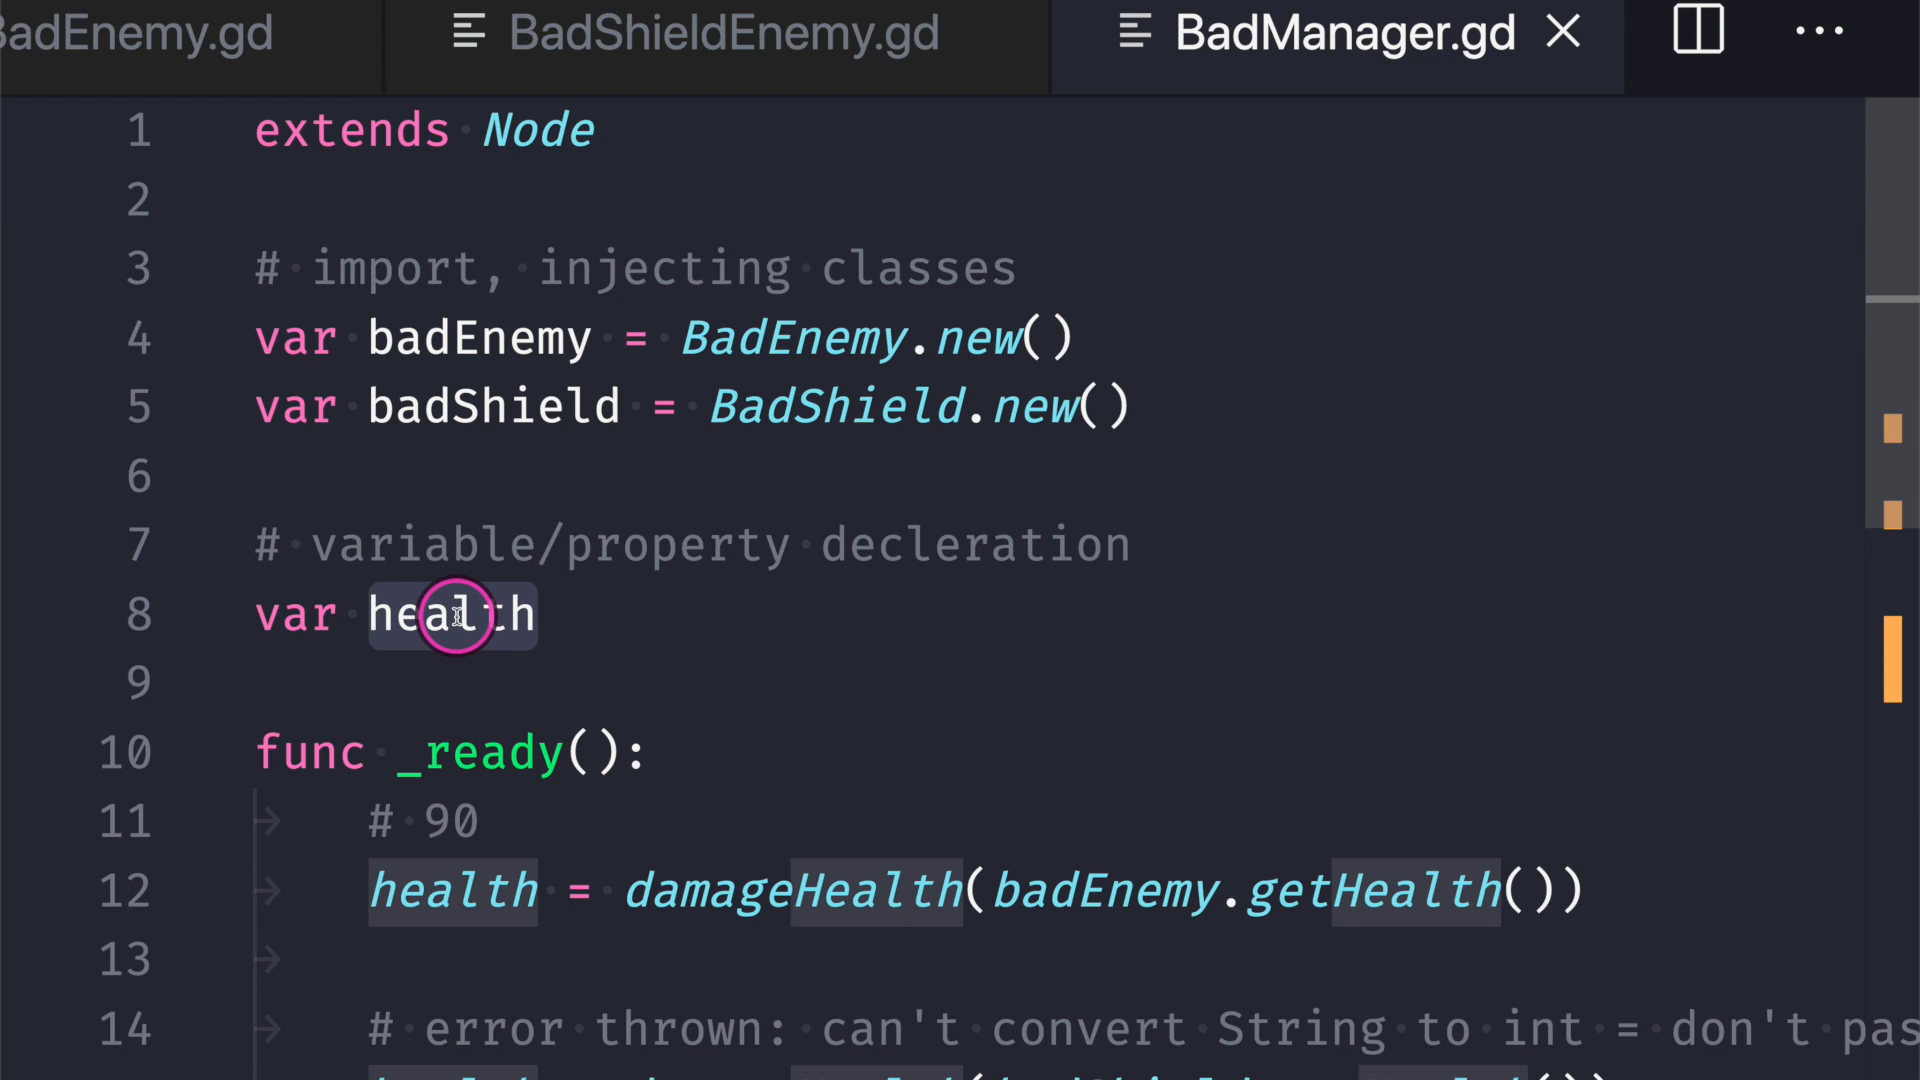 BadEnemy.gd BadShieldEnemy.gd BadManager.gd
1 extends Node
2
3 # import, injecting classes
4 var badEnemy = BadEnemy.new()
5 var badShield = BadShield.new()
6
7 # variable/property decleration
8 var health
9
10 func _ready():
11 # 90
12 health = damageHealth(badEnemy.getHealth())
13
14 # error thrown: can't convert String to int = don't pas